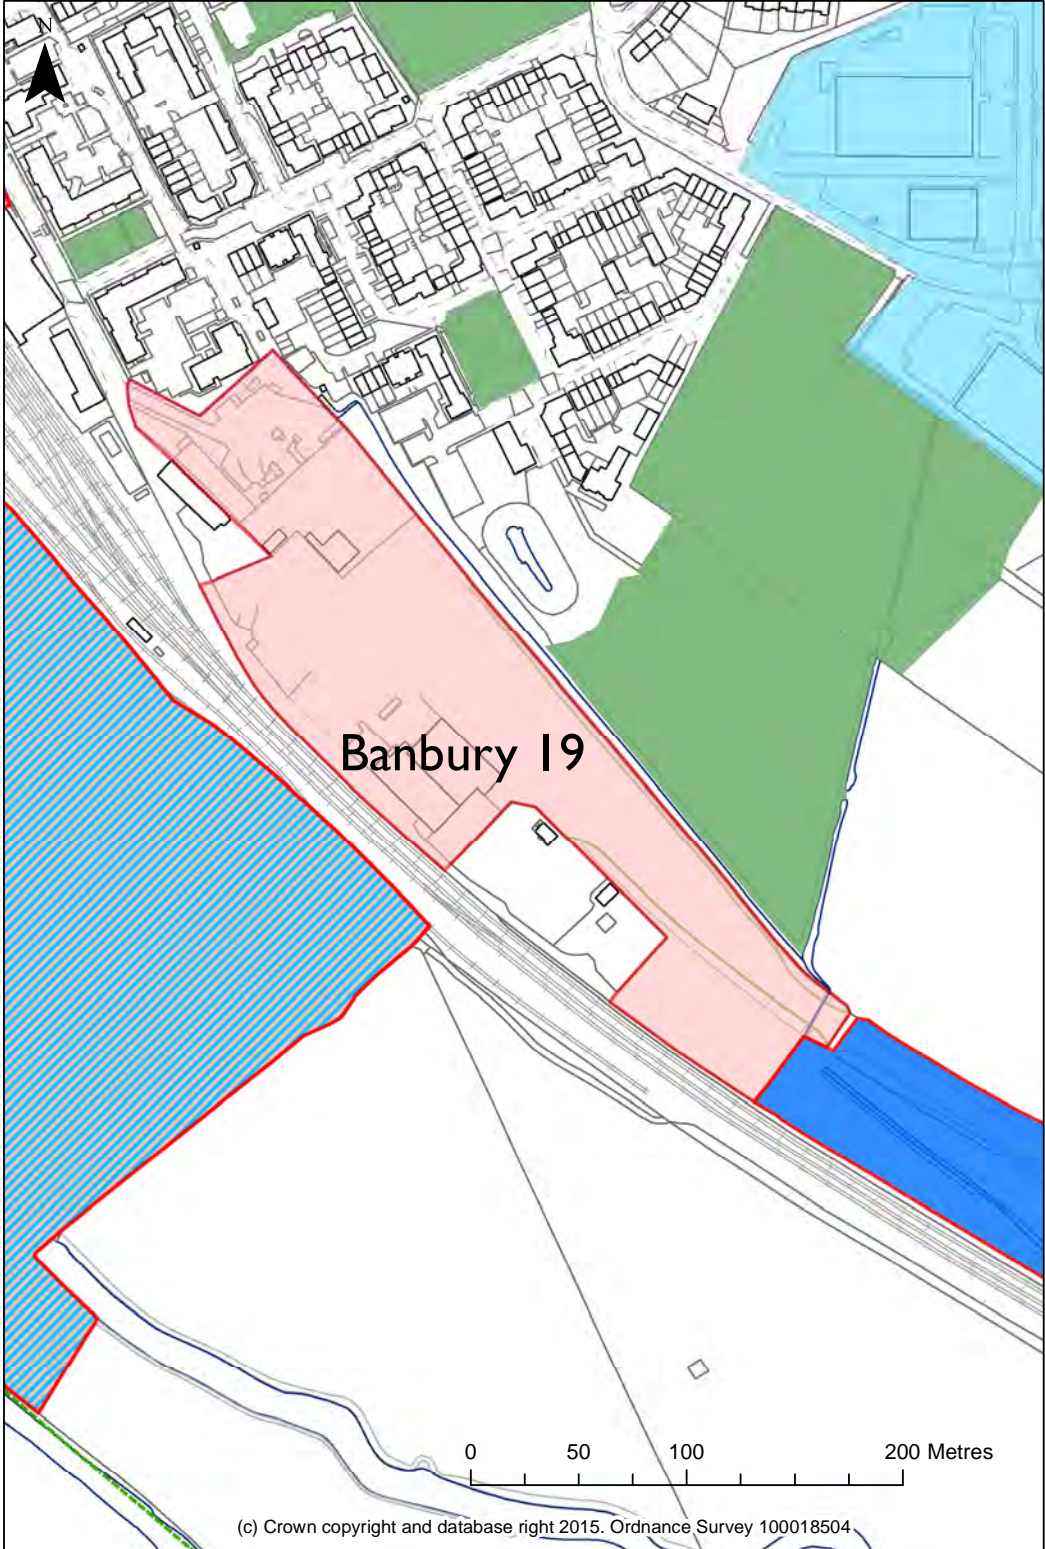 N
Banbury 19
0 50 100 200 Metres
(c) Crown copyright and database right 2015. Ordnance Survey 100018504